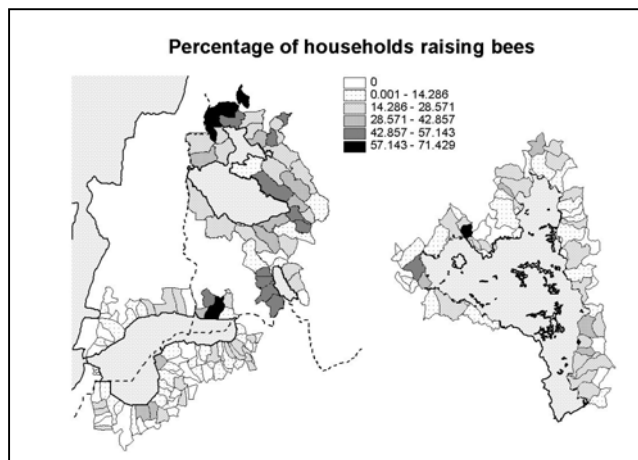 Percentage of households raising bees
0
0.001 - 14.286
14.286 - 28.571
28.571 - 42.857
42.857 - 57.143
57.143 - 71.429